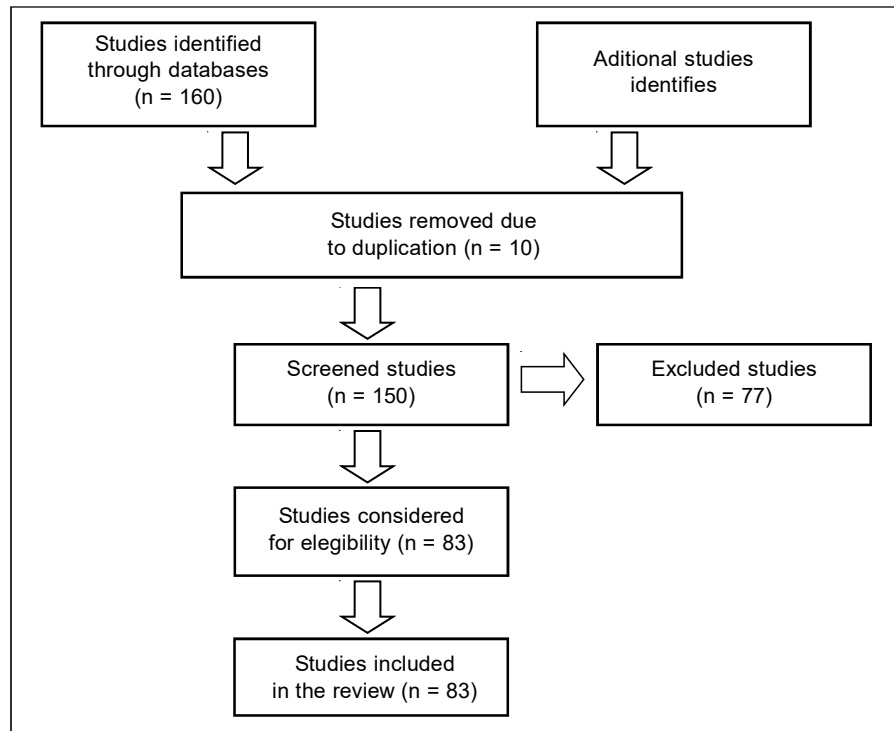 Studies identified
through databases
(n = 160)
Aditional studies
identifies
Studies removed due
to duplication (n = 10)
Screened studies
(n = 150)
Excluded studies
(n = 77)
Studies considered
for elegibility (n = 83)
Studies included
in the review (n = 83)